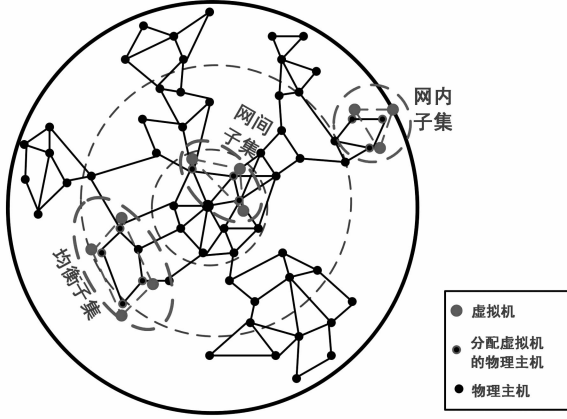 网内
子集
网间
子集
均衡子集
虚拟机
分配虚拟机
的物理主机
物理主机